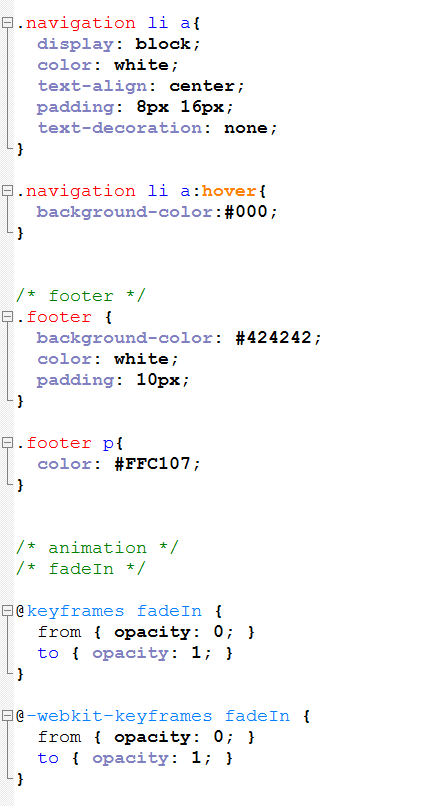 .navigation li a{
display: block;
color: white;
text-align: center;
padding: 8px 16px;
text-decoration: none;
}
.navigation li a:hover{
background-color:#000;
}
/* footer */
.footer {
background-color: #424242;
color: white;
padding: 10px;
}
.footer p{
color: #FFC107;
}
/* animation */
/* fadeIn */
@keyframes fadeIn {
from { opacity: 0; }
to { opacity: 1; }
}
@-webkit-keyframes fadeIn {
from { opacity: 0; }
to { opacity: 1; }
}